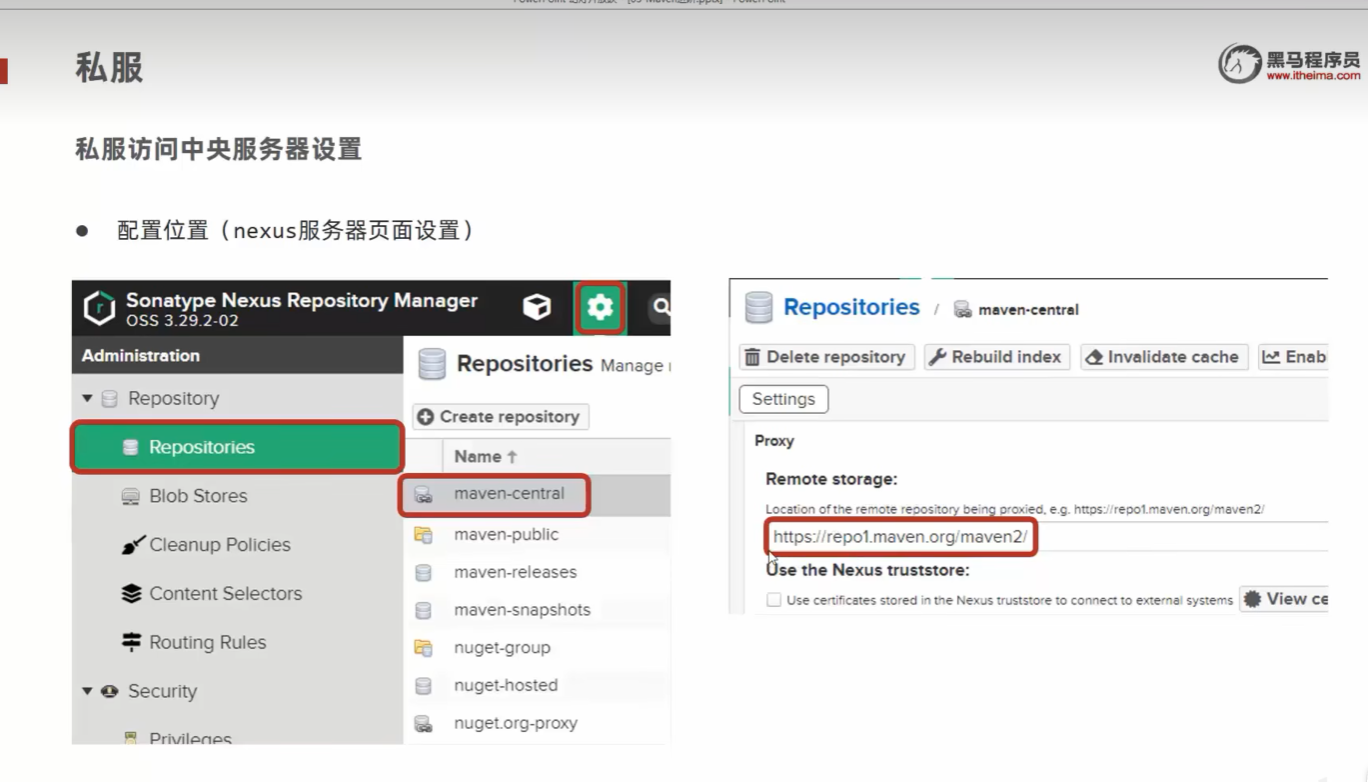 私服
黑马程序员
www.itheima.com
私服访问中央服务器设置
● 配置位置（nexus服务器页面设置）
Sonatype Nexus Repository Manager
OSS 3.29.2-02
Administration
Repository
Repositories
Blob Stores
Cleanup Policies
Content Selectors
Routing Rules
Security
Privileges
Repositories Manage
Create repository
Name ↑
maven-central
maven-public
maven-releases
maven-snapshots
nuget-group
nuget-hosted
nuget.org-proxy
Repositories / maven-central
Delete repository Rebuild index Invalidate cache Enab
Settings
Proxy
Remote storage:
Location of the remote repository being proxied, e.g. https://repo1.maven.org/maven2/
https://repo1.maven.org/maven2/
Use the Nexus truststore:
Use certificates stored in the Nexus truststore to connect to external systems View ce